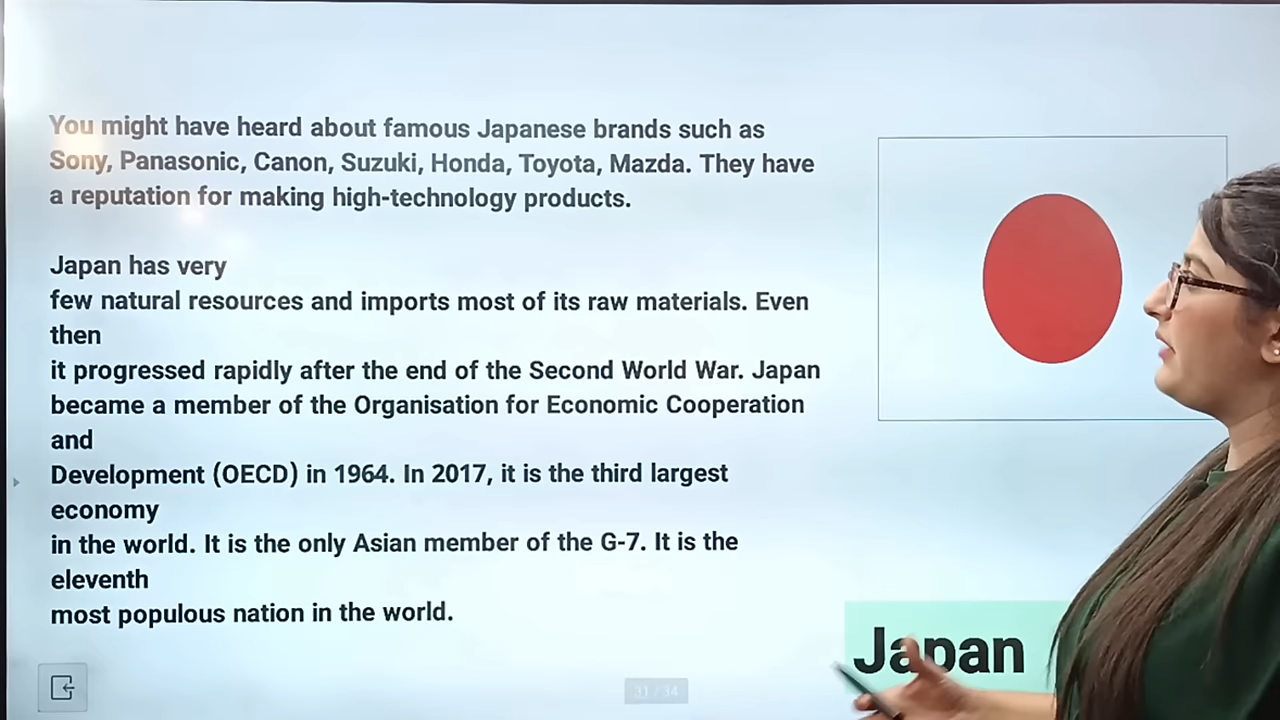 You might have heard about famous Japanese brands such as
Sony, Panasonic, Canon, Suzuki, Honda, Toyota, Mazda. They have
a reputation for making high-technology products.
Japan has very
few natural resources and imports most of its raw materials. Even
then
it progressed rapidly after the end of the Second World War. Japan
became a member of the Organisation for Economic Cooperation
and
Development (OECD) in 1964. In 2017, it is the third largest
economy
in the world. It is the only Asian member of the G-7. It is the
eleventh
most populous nation in the world.
Japan
31 / 34